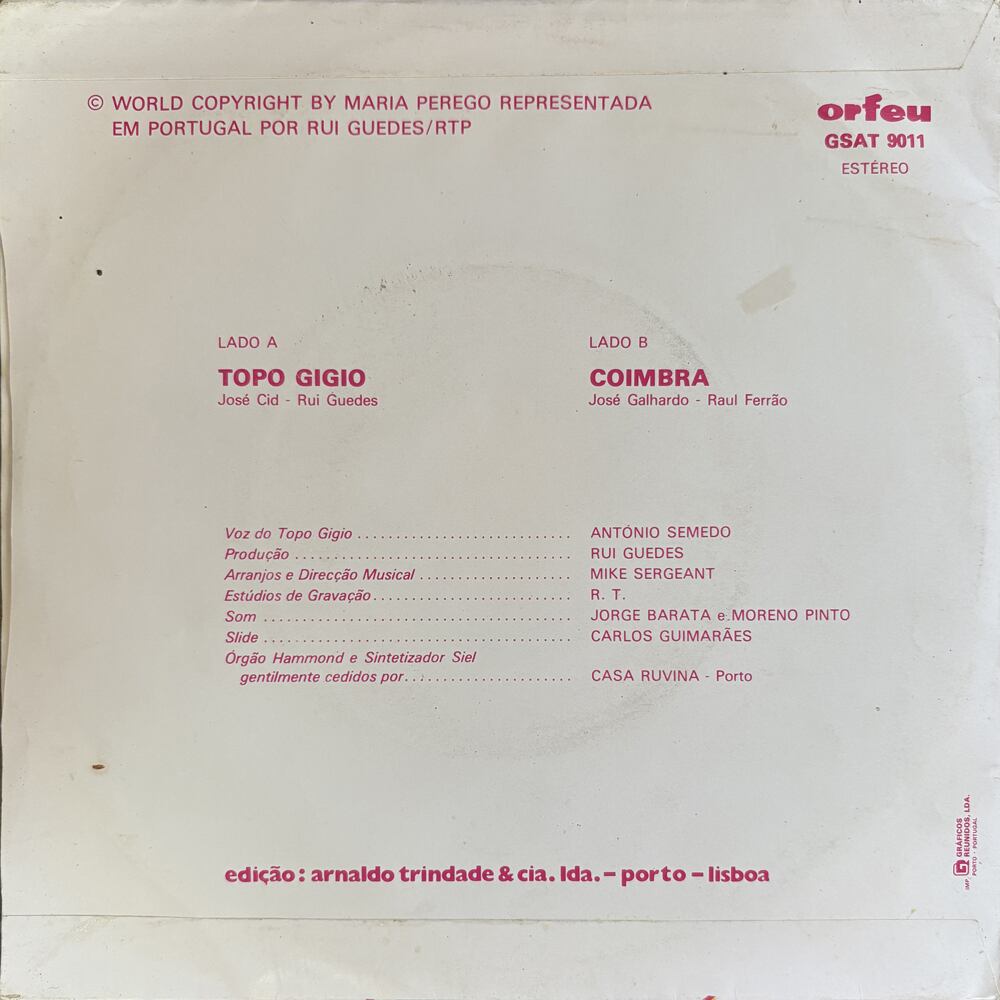 © WORLD COPYRIGHT BY MARIA PEREGO REPRESENTADA
EM PORTUGAL POR RUI GUEDES/RTP
orfeu
GSAT 9011
ESTÉREO
LADO A
TOPO GIGIO
José Cid - Rui Guedes
LADO B
COIMBRA
José Galhardo - Raul Ferrão
Voz do Topo Gigio ........................... ANTÓNIO SEMEDO
Produção ................................... RUI GUEDES
Arranjos e Direcção Musical ................... MIKE SERGEANT
Estúdios de Gravação......................... R. T.
Som ....................................... JORGE BARATA e MORENO PINTO
Slide ....................................... CARLOS GUIMARÃES
Órgão Hammond e Sintetizador Siel
gentilmente cedidos por..................... CASA RUVINA - Porto
edição: arnaldo trindade & cia. lda. – porto – lisboa
IMP. GRÁFICOS
REUNIDOS, LDA.
PORTO - PORTUGAL